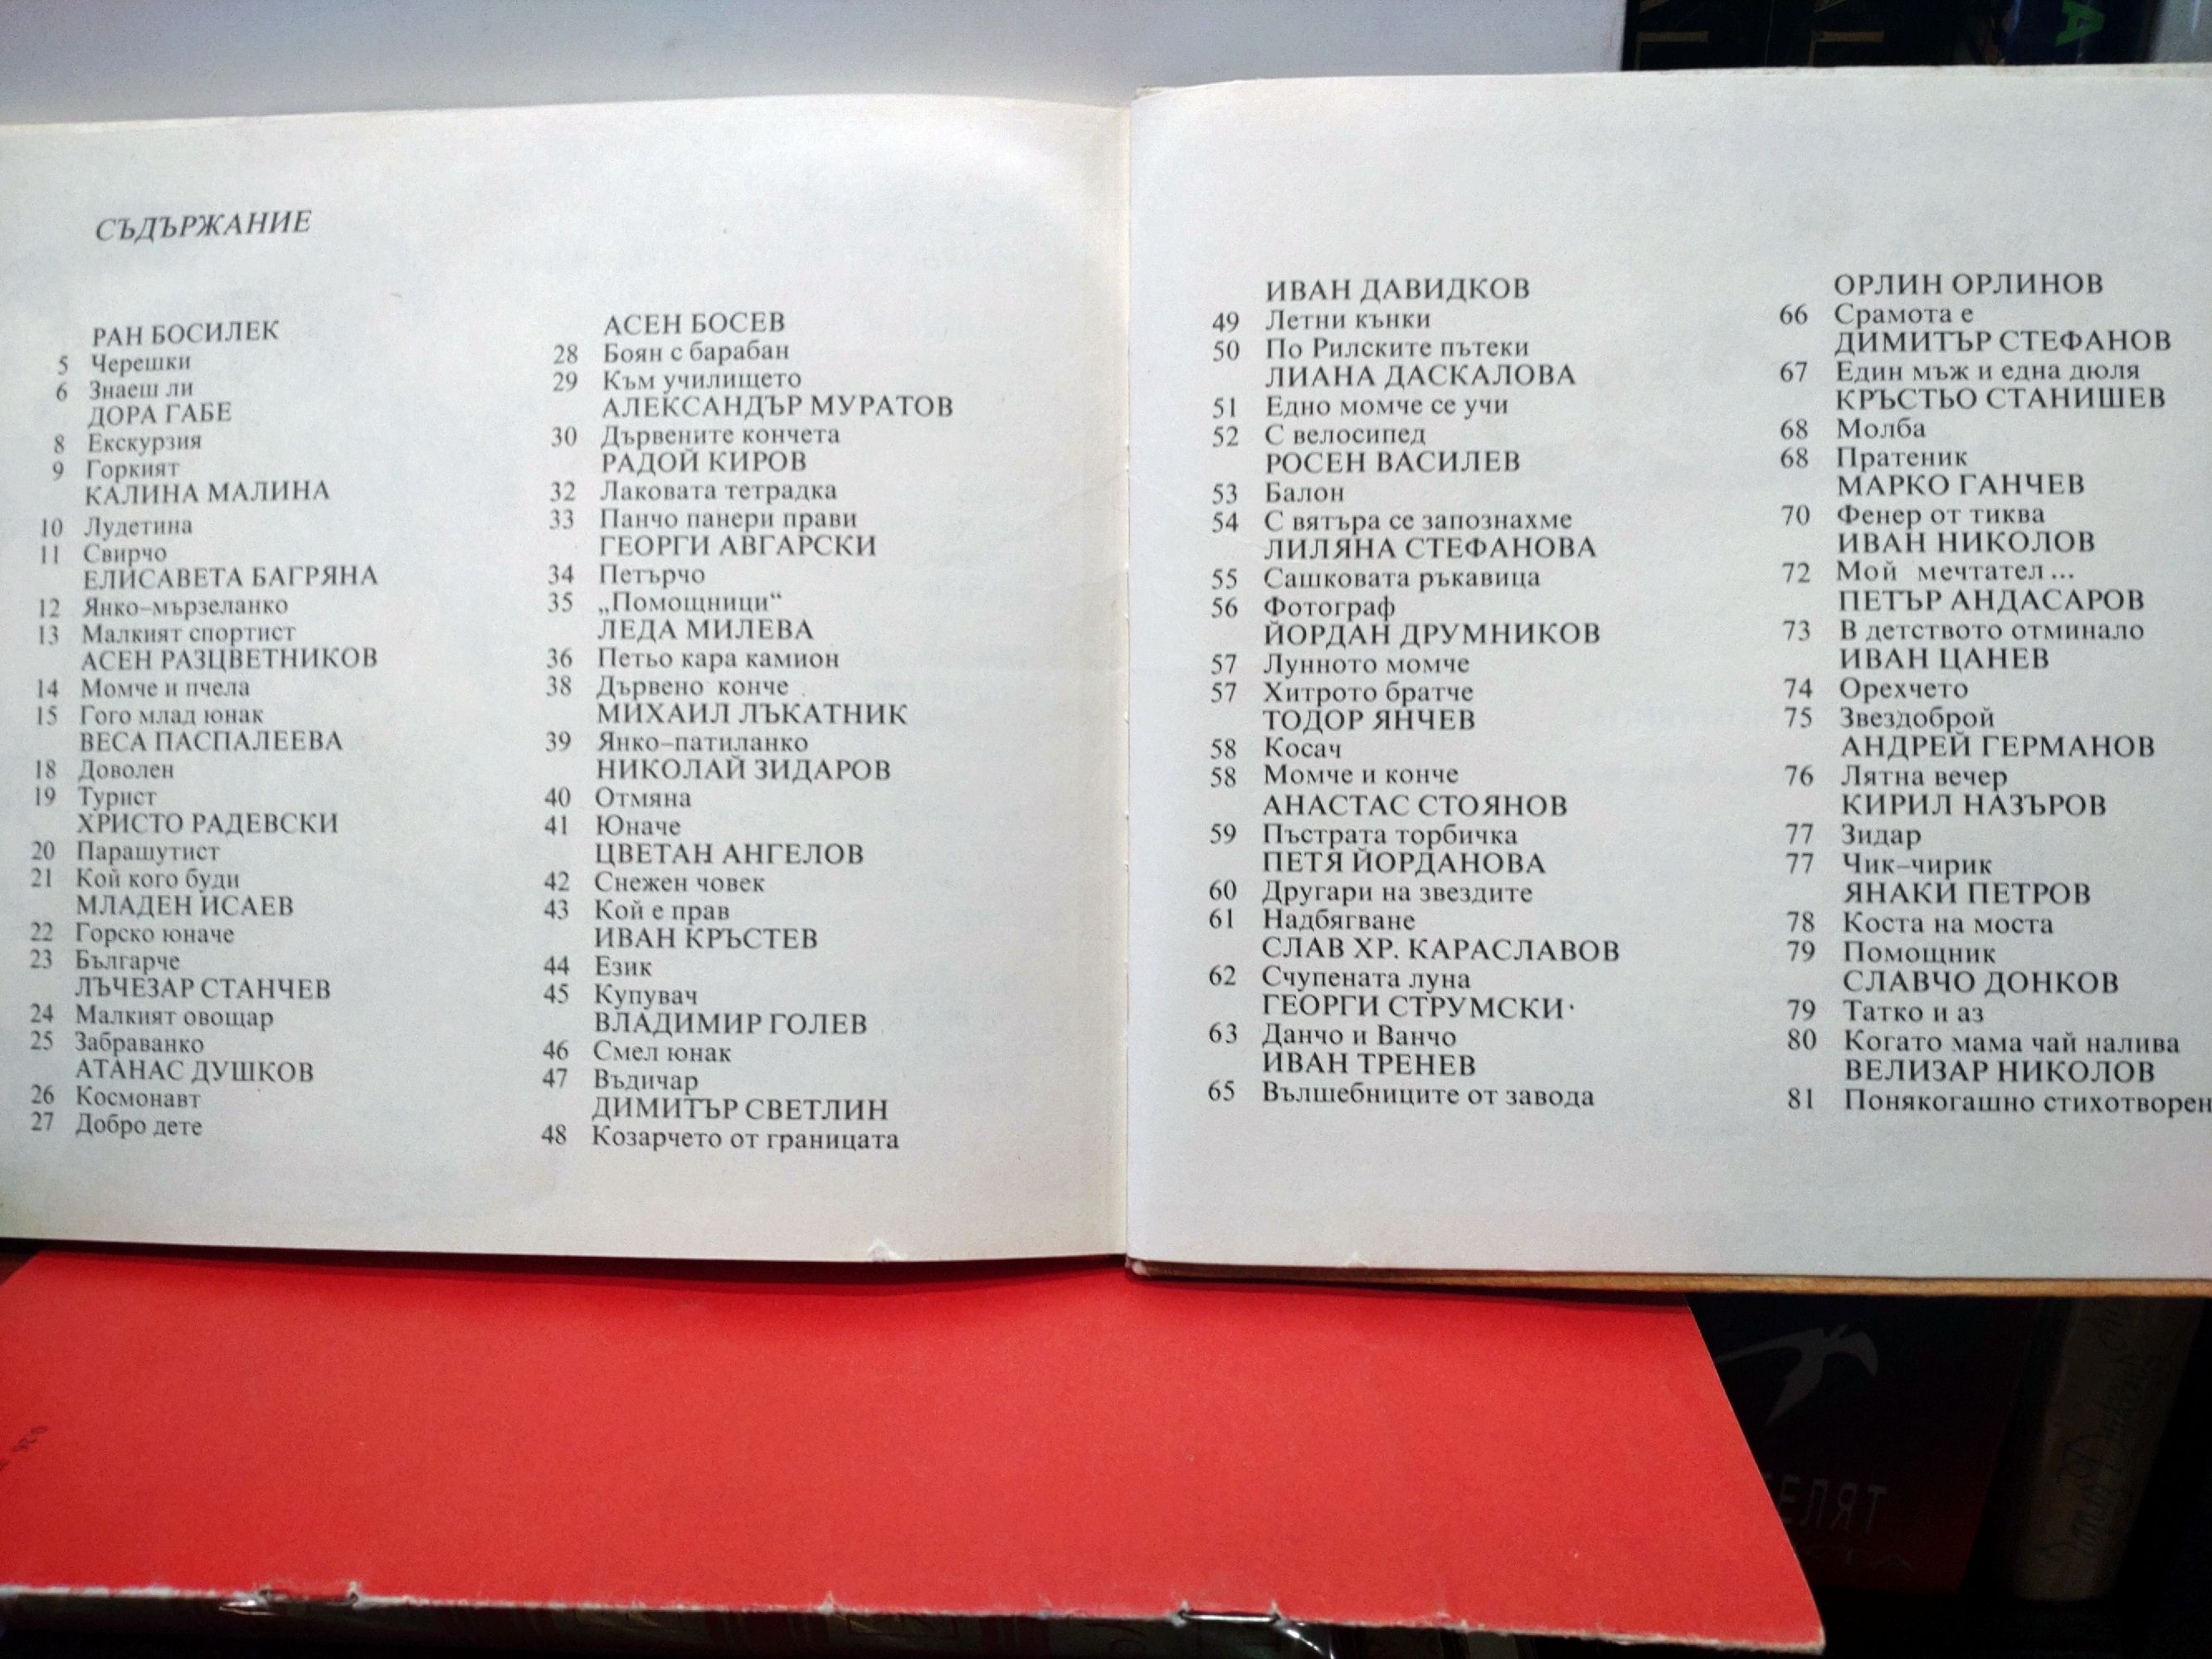 СЪДЪРЖАНИЕ
РАН БОСИЛЕК
5 Черешки
6 Знаеш ли
ДОРА ГАБЕ
8 Екскурзия
9 Горкият
КАЛИНА МАЛИНА
10 Лудетина
11 Свирчо
ЕЛИСАВЕТА БАГРЯНА
12 Янко–мързеланко
13 Малкият спортист
АСЕН РАЗЦВЕТНИКОВ
14 Момче и пчела
15 Гого млад юнак
ВЕСА ПАСПАЛЕЕВА
18 Доволен
19 Турист
ХРИСТО РАДЕВСКИ
20 Парашутист
21 Кой кого буди
МЛАДЕН ИСАЕВ
22 Горско юначе
23 Българче
ЛЪЧЕЗАР СТАНЧЕВ
24 Малкият овощар
25 Забраванко
АТАНАС ДУШКОВ
26 Космонавт
27 Добро дете
АСЕН БОСЕВ
28 Боян с барабан
29 Към училището
АЛЕКСАНДЪР МУРАТОВ
30 Дървените кончета
РАДОЙ КИРОВ
32 Лаковата тетрадка
33 Панчо панери прави
ГЕОРГИ АВГАРСКИ
34 Петърчо
35 „Помощници“
ЛЕДА МИЛЕВА
36 Петьо кара камион
38 Дървено конче
МИХАИЛ ЛЪКАТНИК
39 Янко–патиланко
НИКОЛАЙ ЗИДАРОВ
40 Отмяна
41 Юначе
ЦВЕТАН АНГЕЛОВ
42 Снежен човек
43 Кой е прав
ИВАН КРЪСТЕВ
44 Език
45 Купувач
ВЛАДИМИР ГОЛЕВ
46 Смел юнак
47 Въдичар
ДИМИТЪР СВЕТЛИН
48 Козарчето от границата
ИВАН ДАВИДКОВ
49 Летни кънки
50 По Рилските пътеки
ЛИАНА ДАСКАЛОВА
51 Едно момче се учи
52 С велосипед
РОСЕН ВАСИЛЕВ
53 Балон
54 С вятъра се запознахме
ЛИЛЯНА СТЕФАНОВА
55 Сашковата ръкавица
56 Фотограф
ЙОРДАН ДРУМНИКОВ
57 Лунното момче
57 Хитрото братче
ТОДОР ЯНЧЕВ
58 Косач
58 Момче и конче
АНАСТАС СТОЯНОВ
59 Пъстрата торбичка
ПЕТЯ ЙОРДАНОВА
60 Другари на звездите
61 Надбягване
СЛАВ ХР. КАРАСЛАВОВ
62 Счупената луна
ГЕОРГИ СТРУМСКИ
63 Данчо и Ванчо
ИВАН ТРЕНЕВ
65 Вълшебниците от завода
ОРЛИН ОРЛИНОВ
66 Срамота е
ДИМИТЪР СТЕФАНОВ
67 Един мъж и една дюля
КРЪСТЬО СТАНИШЕВ
68 Молба
68 Пратеник
МАРКО ГАНЧЕВ
70 Фенер от тиква
ИВАН НИКОЛОВ
72 Мой мечтател...
ПЕТЪР АНДАСАРОВ
73 В детството отминало
ИВАН ЦАНЕВ
74 Орехчето
75 Звездоброй
АНДРЕЙ ГЕРМАНОВ
76 Лятна вечер
КИРИЛ НАЗЪРОВ
77 Зидар
77 Чик–чирик
ЯНАКИ ПЕТРОВ
78 Коста на моста
79 Помощник
СЛАВЧО ДОНКОВ
79 Татко и аз
80 Когато мама чай налива
ВЕЛИЗАР НИКОЛОВ
81 Понякогашно стихотворен